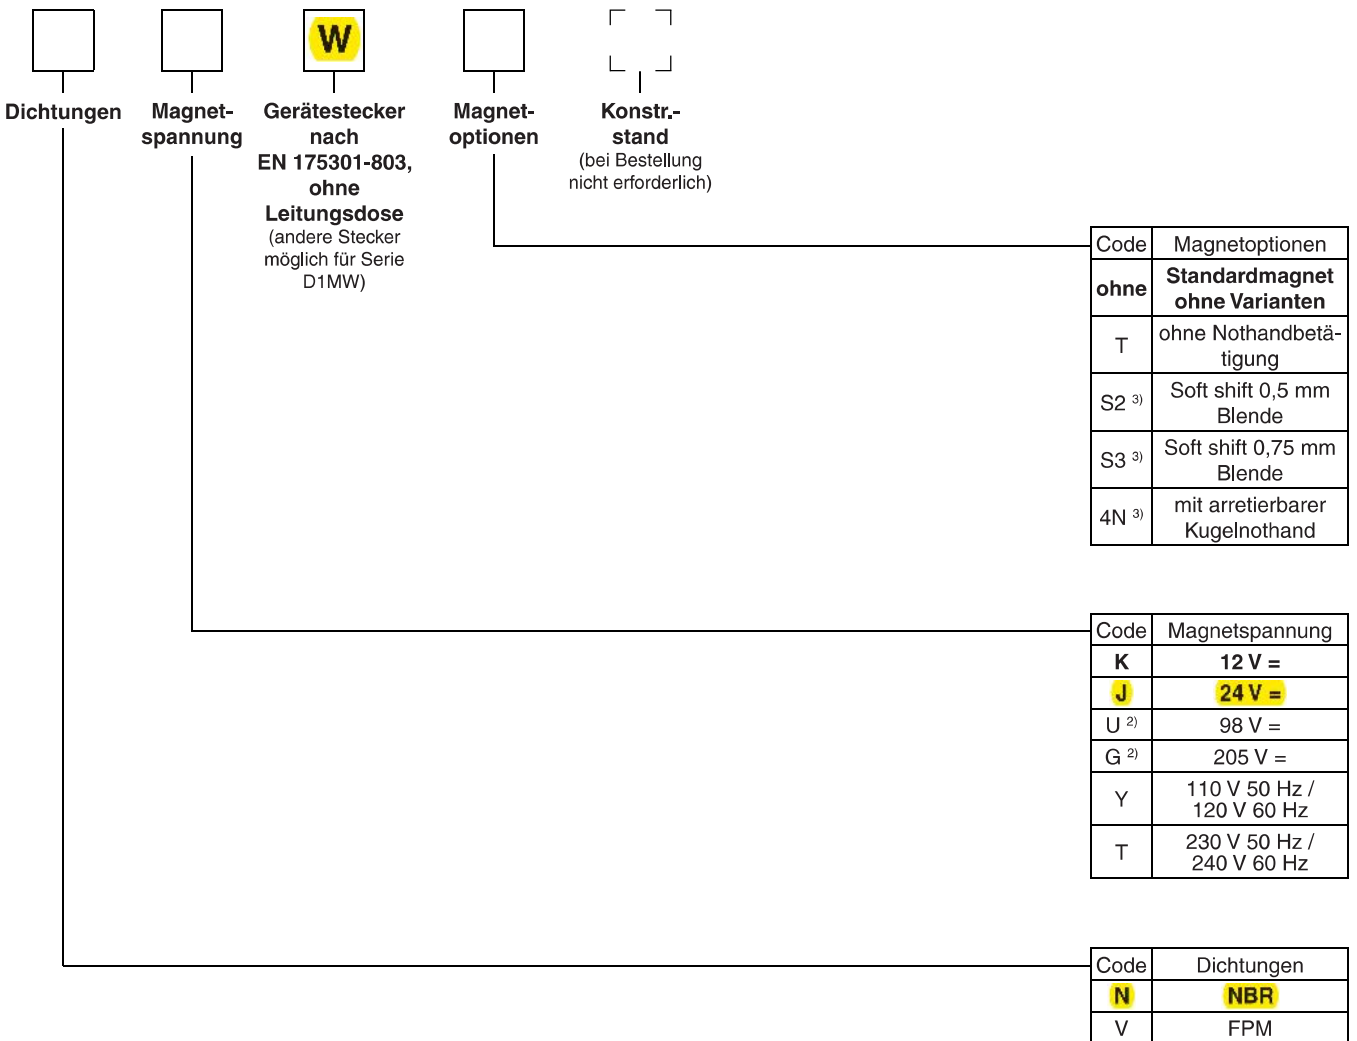 W
Dichtungen
Magnet-
spannung
Gerätestecker
nach
EN 175301-803,
ohne
Leitungsdose
(andere Stecker
möglich für Serie
D1MW)
Magnet-
optionen
Konstr.-
stand
(bei Bestellung
nicht erforderlich)
Code Magnetoptionen
ohne Standardmagnet
ohne Varianten
T ohne Nothandbetä-
tigung
S2 3) Soft shift 0,5 mm
Blende
S3 3) Soft shift 0,75 mm
Blende
4N 3) mit arretierbarer
Kugelnothand
Code Magnetspannung
K 12 V =
J 24 V =
U 2) 98 V =
G 2) 205 V =
Y 110 V 50 Hz /
120 V 60 Hz
T 230 V 50 Hz /
240 V 60 Hz
Code Dichtungen
N NBR
V FPM